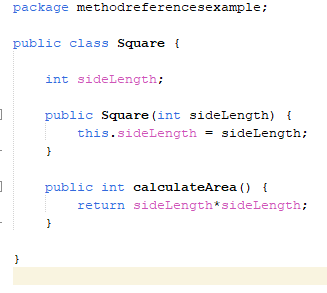 package methodreferencesexample;
public class Square {
int sideLength;
public Square(int sideLength) {
this.sideLength = sideLength;
}
public int calculateArea() {
return sideLength*sideLength;
}
}